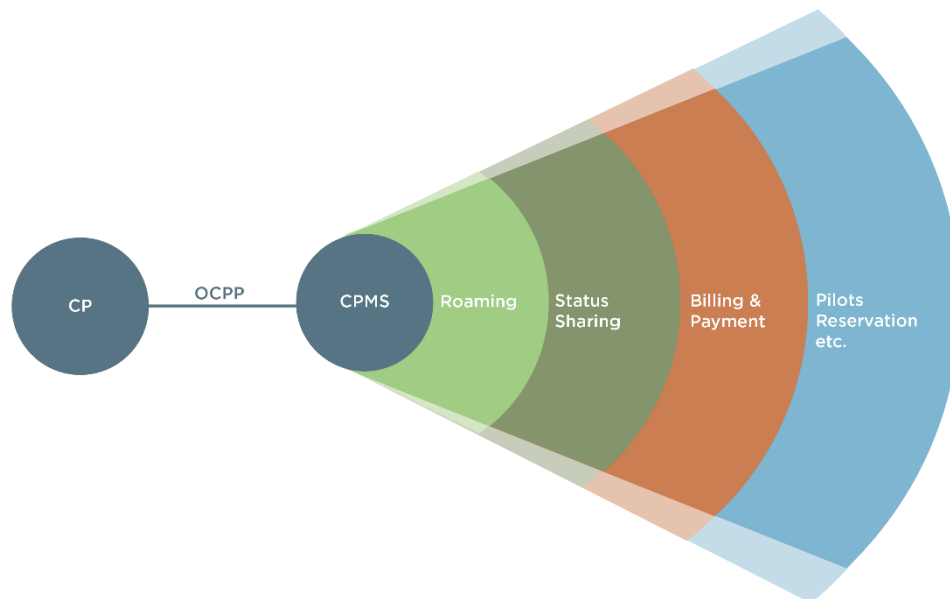 CP
OCPP
CPMS
Roaming
Status
Sharing
Billing &
Payment
Pilots
Reservation
etc.